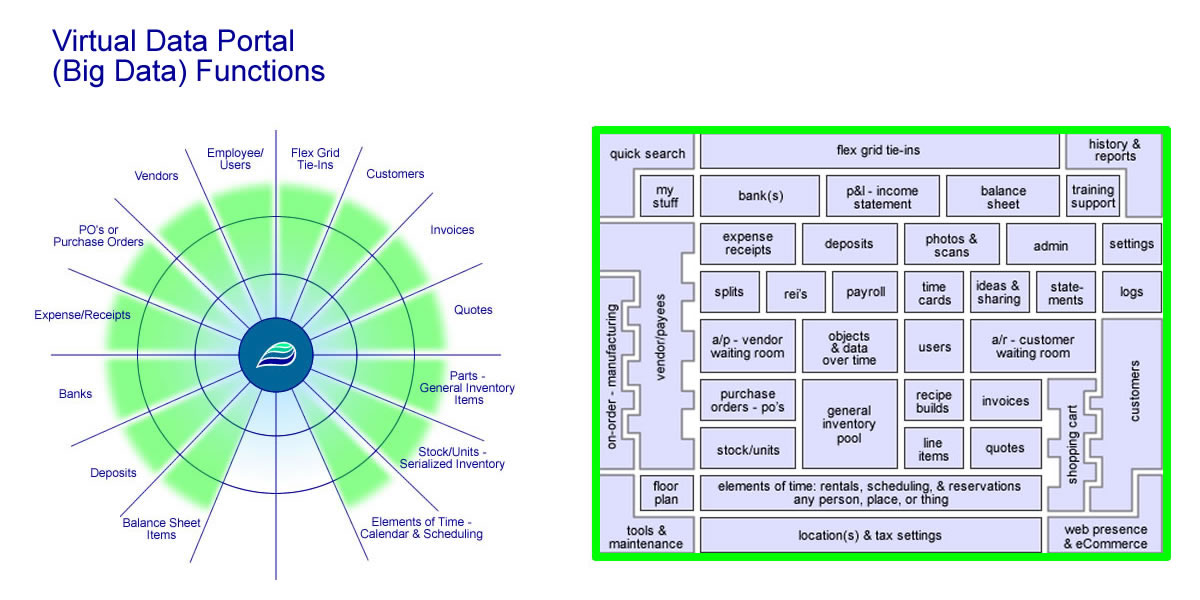 Virtual Data Portal
(Big Data) Functions
Employee/
Users
Flex Grid
Tie-Ins
Vendors
Customers
PO's or
Purchase Orders
Invoices
Expense/Receipts
Quotes
Banks
Parts -
General Inventory
Items
Deposits
Stock/Units -
Serialized Inventory
Balance Sheet
Items
Elements of Time -
Calendar & Scheduling
quick search
flex grid tie-ins
history &
reports
my
stuff
bank(s)
p&l - income
statement
balance
sheet
training
support
expense
receipts
deposits
photos &
scans
admin
settings
splits
rei's
payroll
time
cards
ideas &
sharing
state-
ments
logs
on-order - manufacturing
vendor/payees
a/p - vendor
waiting room
objects
& data
over time
users
a/r - customer
waiting room
customers
purchase
orders - po's
general
inventory
pool
recipe
builds
invoices
shopping cart
stock/units
line
items
quotes
floor
plan
elements of time: rentals, scheduling, & reservations
any person, place, or thing
tools &
maintenance
location(s) & tax settings
web presence
& eCommerce